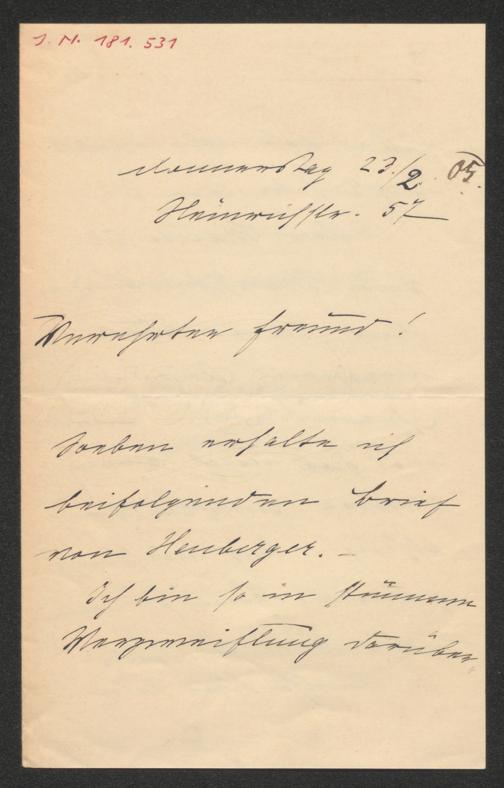 J. N. 181.531
Donnerstag 23./2. 05.
Heinrichstr. 57
Verehrter Freund!
Soeben erhalte ich
beifolgenden Brief
von Heuberger. –
Ich bin so in stummer
Verzweiflung darüber